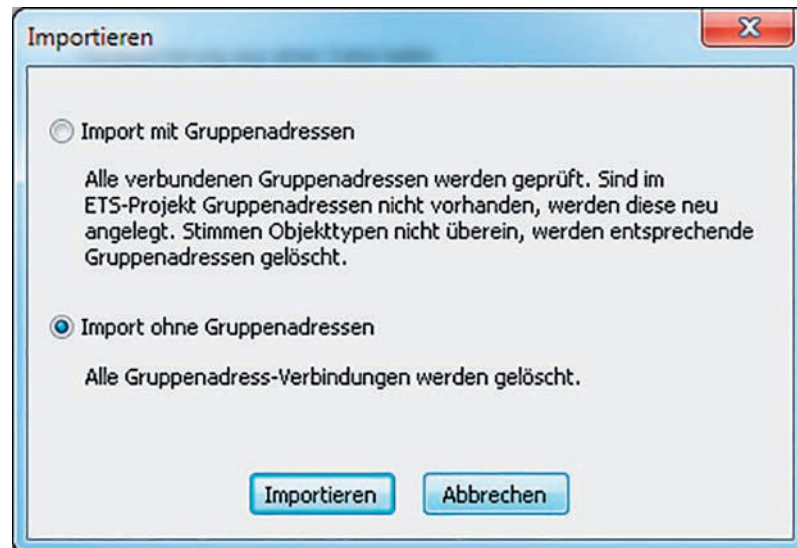 Importieren
Import mit Gruppenadressen
Alle verbundenen Gruppenadressen werden geprüft. Sind im
ETS-Projekt Gruppenadressen nicht vorhanden, werden diese neu
angelegt. Stimmen Objekttypen nicht überein, werden entsprechende
Gruppenadressen gelöscht.
Import ohne Gruppenadressen
Alle Gruppenadress-Verbindungen werden gelöscht.
Importieren Abbrechen